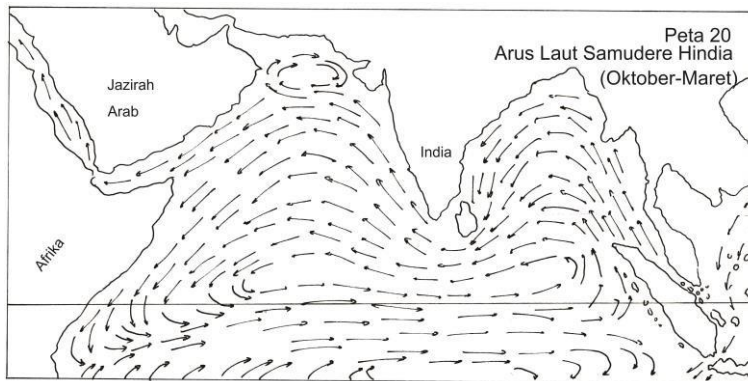 Peta 20
Arus Laut Samudere Hindia
(Oktober-Maret)
Jazirah
Arab
India
Afrika